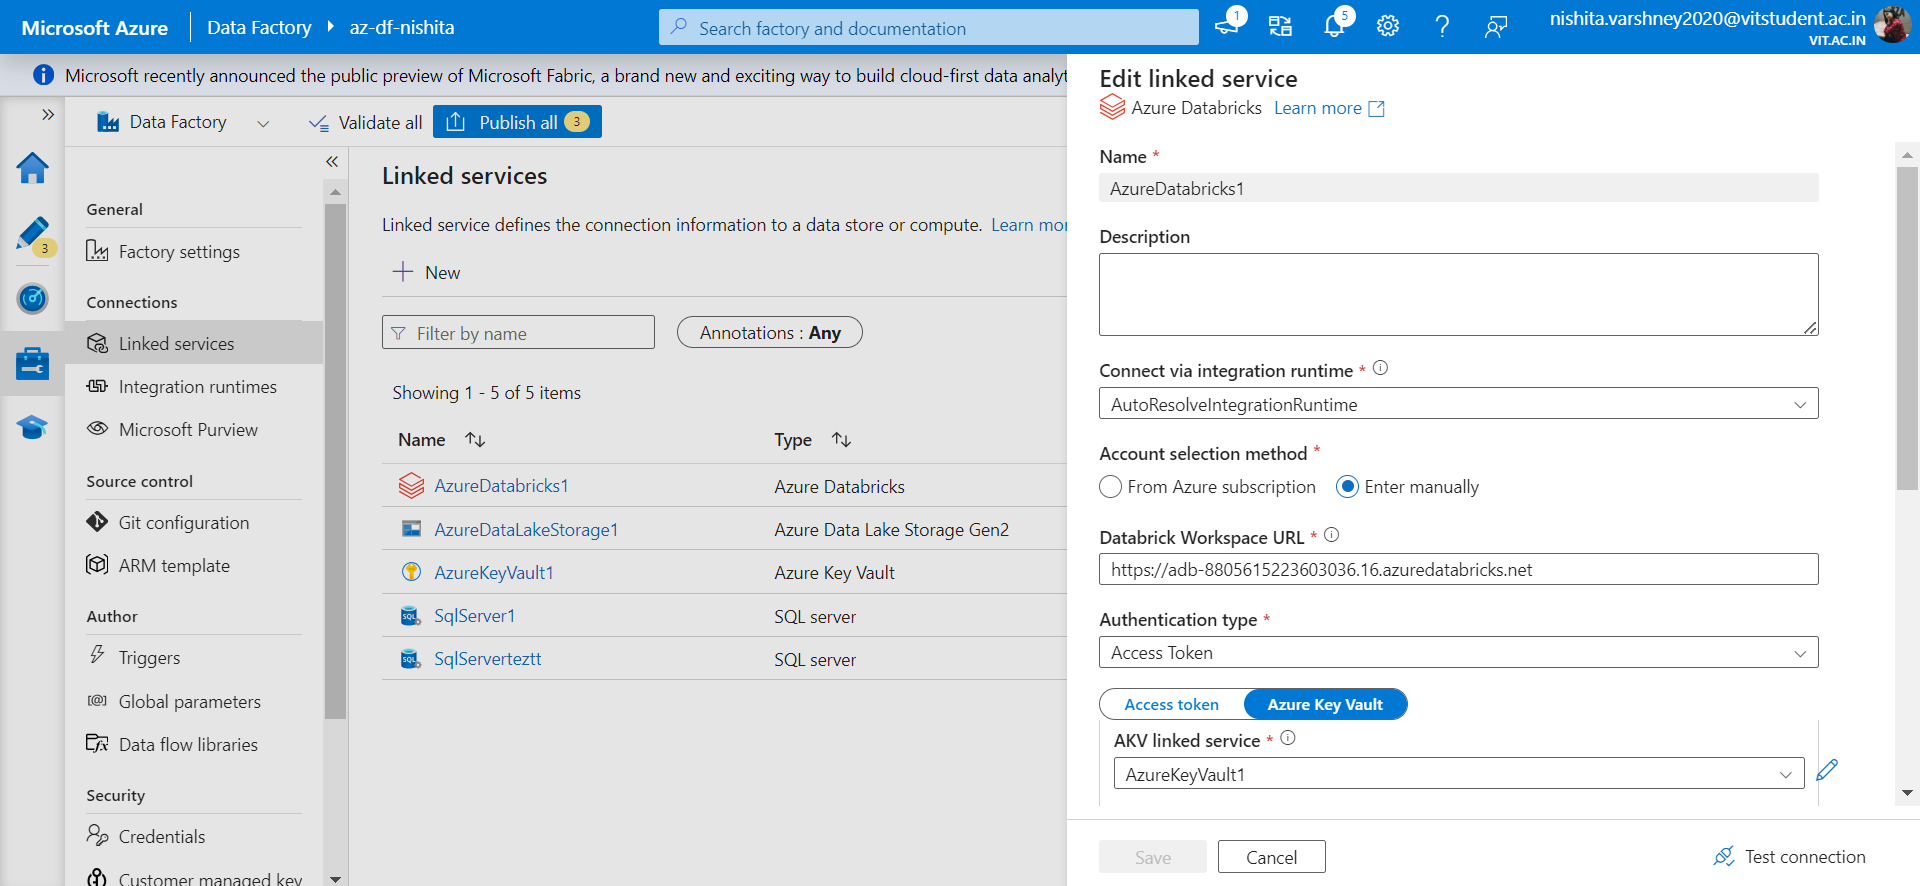 Microsoft Azure
Data Factory
az-df-nishita
Search factory and documentation
1
5
nishita.varshney2020@vitstudent.ac.in
VIT.AC.IN
Microsoft recently announced the public preview of Microsoft Fabric, a brand new and exciting way to build cloud-first data analyt
Data Factory
Validate all
Publish all
3
3
General
Factory settings
Connections
Linked services
Integration runtimes
Microsoft Purview
Source control
Git configuration
ARM template
Author
Triggers
Global parameters
Data flow libraries
Security
Credentials
Customer managed key
Linked services
Linked service defines the connection information to a data store or compute. Learn mor
New
Filter by name
Annotations : Any
Showing 1 - 5 of 5 items
Name Type
AzureDatabricks1 Azure Databricks
AzureDataLakeStorage1 Azure Data Lake Storage Gen2
AzureKeyVault1 Azure Key Vault
SqlServer1 SQL server
SqlServerteztt SQL server
Edit linked service
Azure Databricks Learn more
Name *
AzureDatabricks1
Description
Connect via integration runtime *
AutoResolveIntegrationRuntime
Account selection method *
From Azure subscription Enter manually
Databrick Workspace URL *
https://adb-8805615223603036.16.azuredatabricks.net
Authentication type *
Access Token
Access token Azure Key Vault
AKV linked service *
AzureKeyVault1
Save Cancel Test connection